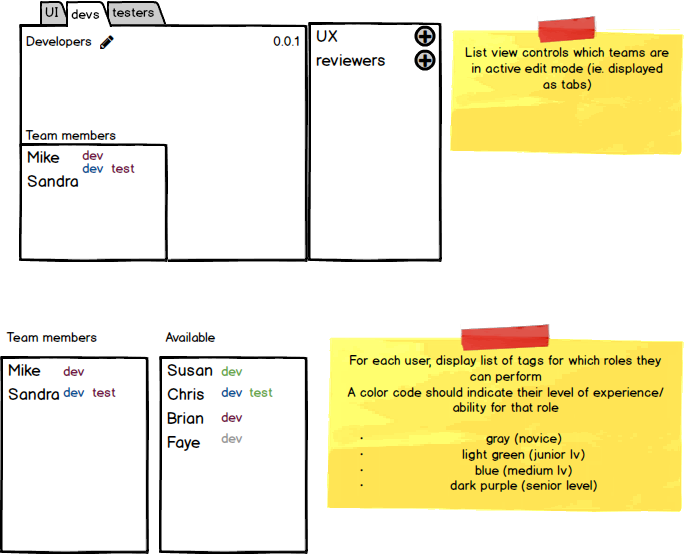 UI devs testers
Developers 0.0.1
UX
reviewers
Team members
Mike dev
Sandra dev test
List view controls which teams are
in active edit mode (ie. displayed
as tabs)
Team members
Mike dev
Sandra dev test
Available
Susan dev
Chris dev test
Brian dev
Faye dev
For each user, display list of tags for which roles they
can perform
A color code should indicate their level of experience/
ability for that role
· gray (novice)
· light green (junior lv)
· blue (medium lv)
· dark purple (senior level)